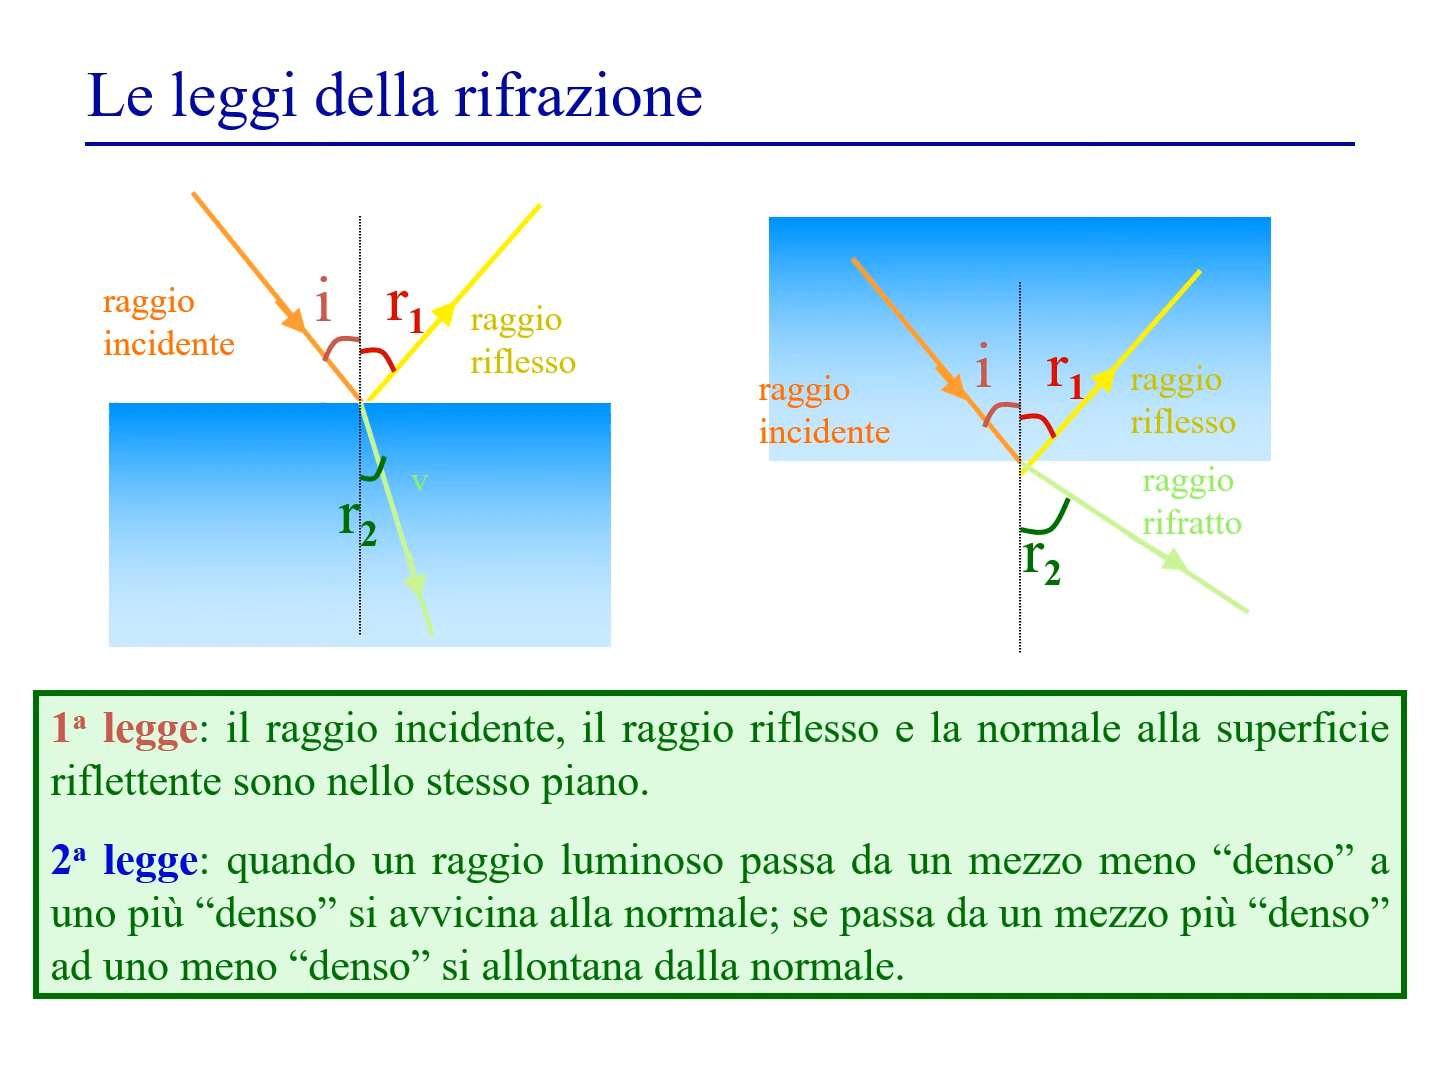 Le leggi della rifrazione
raggio
incidente
i
r1
raggio
riflesso
v
r2
raggio
incidente
i
r1
raggio
riflesso
raggio
rifratto
r2
1ª legge: il raggio incidente, il raggio riflesso e la normale alla superficie
riflettente sono nello stesso piano.
2ª legge: quando un raggio luminoso passa da un mezzo meno “denso” a
uno più “denso” si avvicina alla normale; se passa da un mezzo più “denso”
ad uno meno “denso” si allontana dalla normale.